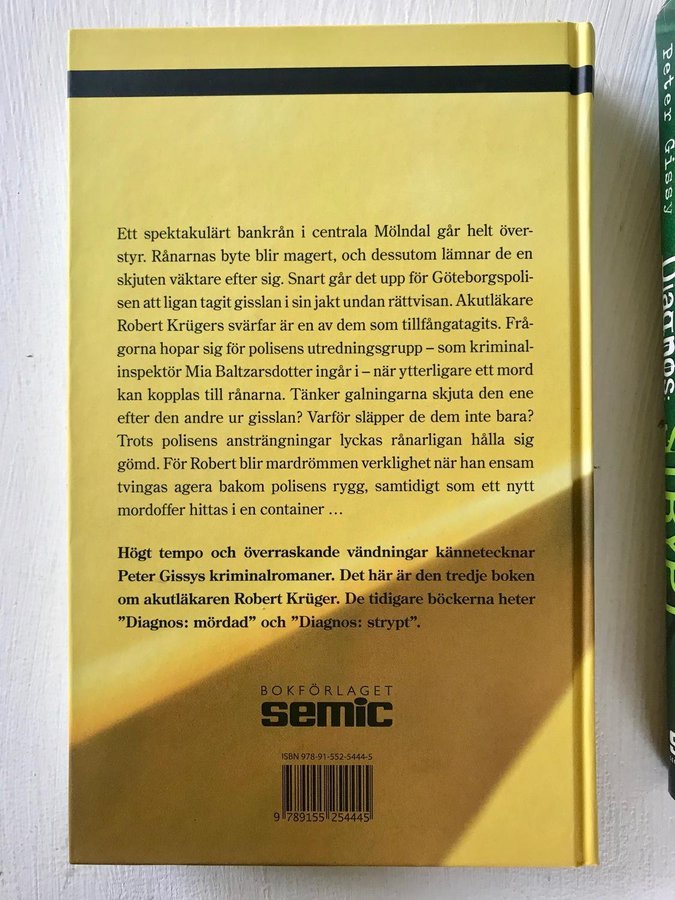 Ett spektakulärt bankrån i centrala Mölndal går helt över-
styr. Rånarnas byte blir magert, och dessutom lämnar de en
skjuten väktare efter sig. Snart går det upp för Göteborgspoli-
sen att ligan tagit gisslan i sin jakt undan rättvisan. Akutläkare
Robert Krügers svärfar är en av dem som tillfångatagits. Frå-
gorna hopar sig för polisens utredningsgrupp – som kriminal-
inspektör Mia Baltzarsdotter ingår i – när ytterligare ett mord
kan kopplas till rånarna. Tänker galningarna skjuta den ene
efter den andre ur gisslan? Varför släpper de dem inte bara?
Trots polisens ansträngningar lyckas rånarligan hålla sig
gömd. För Robert blir mardrömmen verklighet när han ensam
tvingas agera bakom polisens rygg, samtidigt som ett nytt
mordoffer hittas i en container ...
Högt tempo och överraskande vändningar kännetecknar
Peter Gissys kriminalromaner. Det här är den tredje boken
om akutläkaren Robert Krüger. De tidigare böckerna heter
”Diagnos: mördad” och ”Diagnos: strypt”.
BOKFÖRLAGET
semic
ISBN 978-91-552-5444-5
9 789155 254445
Peter Gissy
Diagnos: